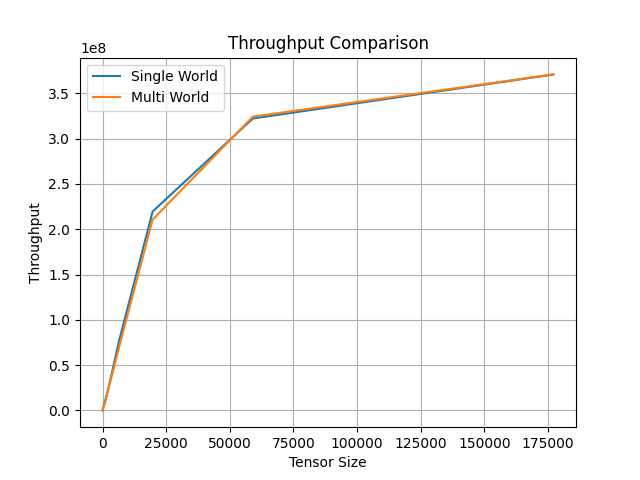 Throughput Comparison
1e8
Single World
Multi World
3.5
3.0
2.5
2.0
1.5
1.0
0.5
0.0
Throughput
0 25000 50000 75000 100000 125000 150000 175000
Tensor Size